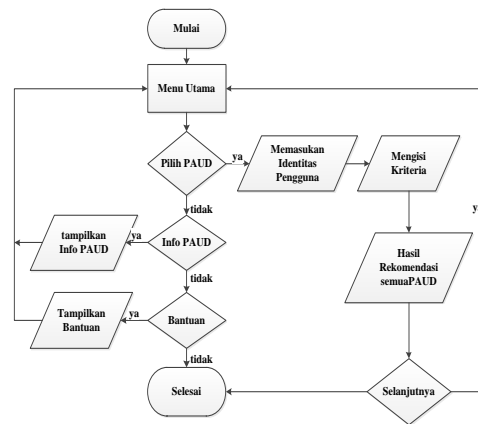 Mulai
Menu Utama
Pilih PAUD
ya
Memasukan
Identitas
Pengguna
Mengisi
Kriteria
tidak
tampilkan
Info PAUD
ya
Info PAUD
Hasil
Rekomendasi
semuaPAUD
tidak
Tampilkan
Bantuan
ya
Bantuan
tidak
Selesai
Selanjutnya